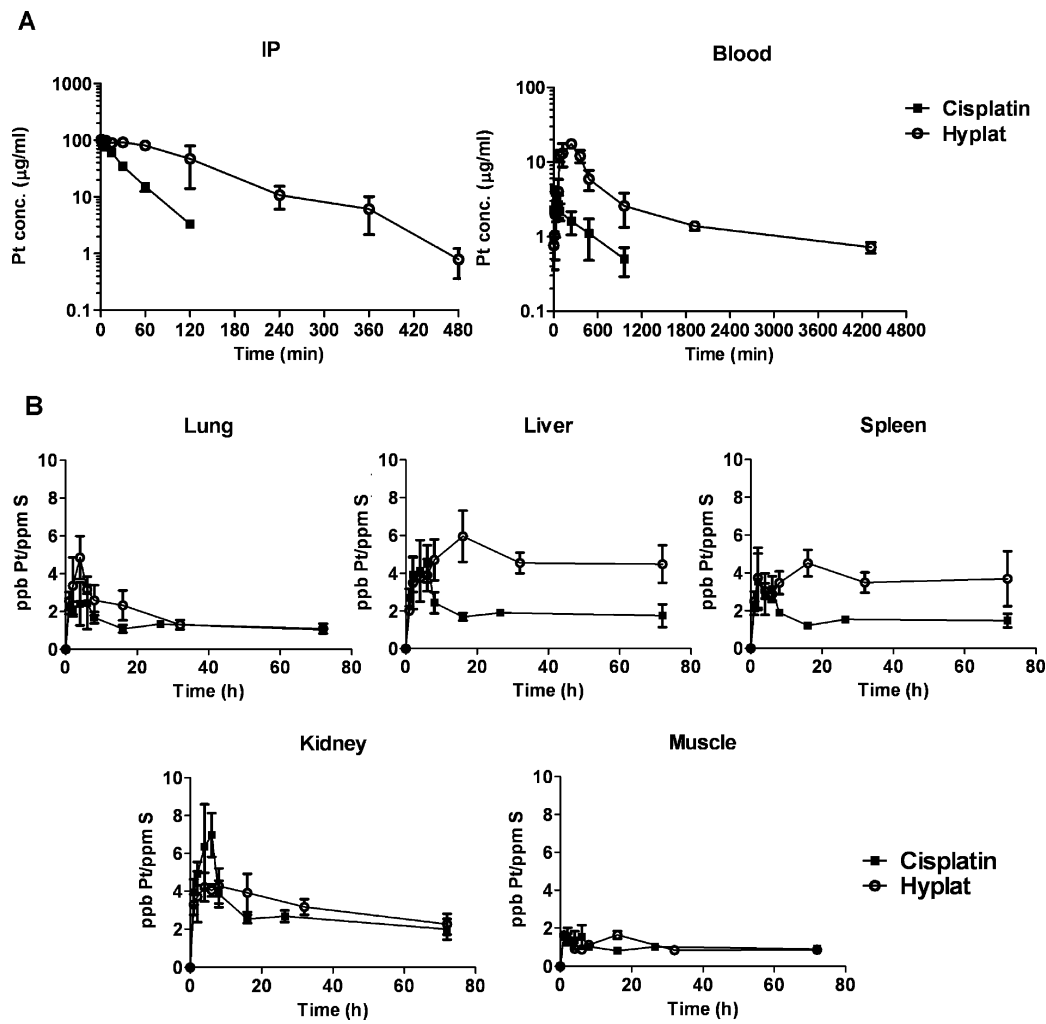 A
IP
Blood
Pt conc. (µg/ml)
1000
100
10
1
0.1
0 60 120 180 240 300 360 420 480
Time (min)
Pt conc. (µg/ml)
100
10
1
0.1
0 600 1200 1800 2400 3000 3600 4200 4800
Time (min)
Cisplatin
Hyplat
B
Lung
ppb Pt/ppm S
10
8
6
4
2
0
0 20 40 60 80
Time (h)
Liver
ppb Pt/ppm S
10
8
6
4
2
0
0 20 40 60 80
Time (h)
Spleen
ppb Pt/ppm S
10
8
6
4
2
0
0 20 40 60 80
Time (h)
Kidney
ppb Pt/ppm S
10
8
6
4
2
0
0 20 40 60 80
Time (h)
Muscle
ppb Pt/ppm S
10
8
6
4
2
0
0 20 40 60 80
Time (h)
Cisplatin
Hyplat